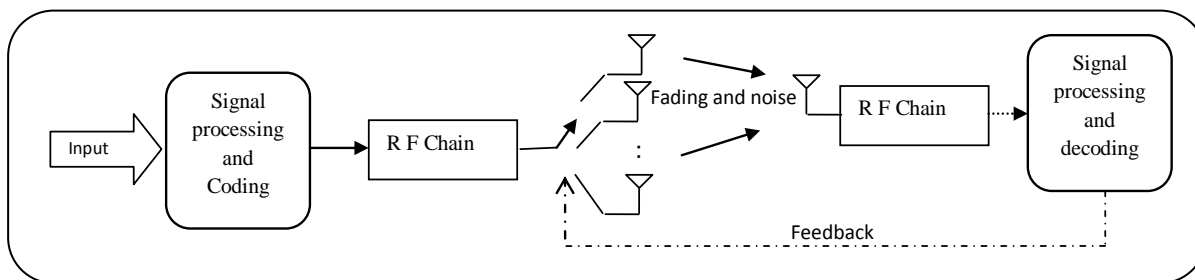 Input
Signal
processing
and
Coding
R F Chain
:
Fading and noise
R F Chain
Signal
processing
and
decoding
Feedback